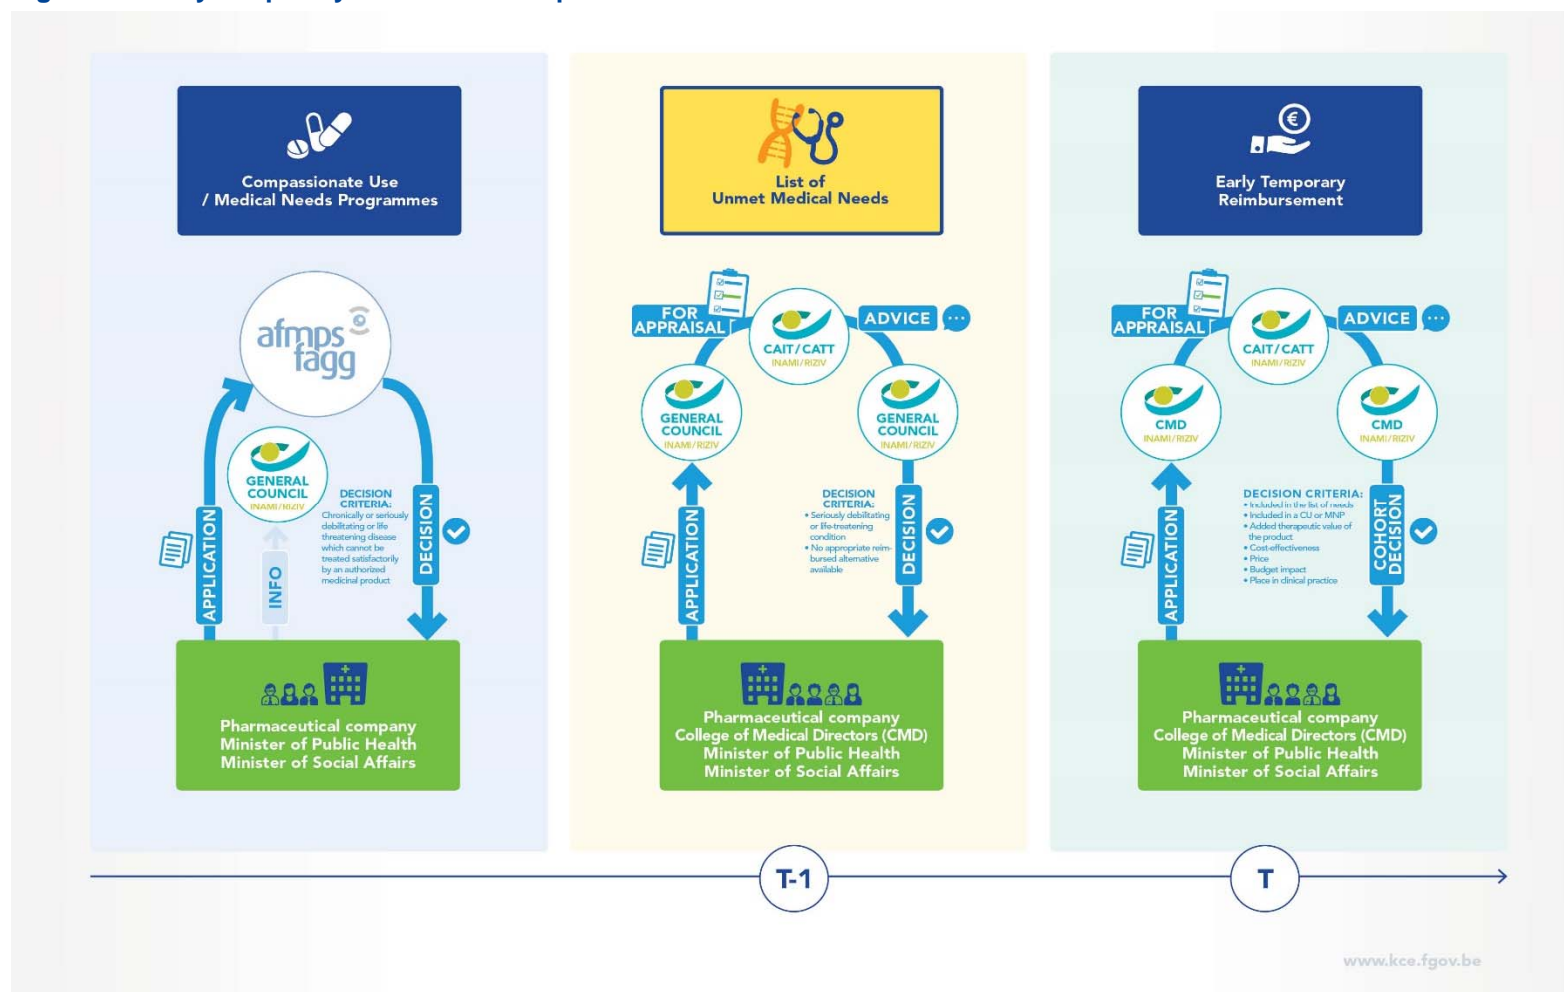 Compassionate Use
/ Medical Needs Programmes
afmps
fagg
GENERAL
COUNCIL
INAMI/RIZIV
DECISION
CRITERIA:
Chronically or seriously
debilitating or life
threatening disease
which cannot be
treated satisfactorily
by an authorized
medicinal product
APPLICATION
INFO
DECISION
Pharmaceutical company
Minister of Public Health
Minister of Social Affairs
List of
Unmet Medical Needs
FOR
APPRAISAL
CAIT/CATT
INAMI/RIZIV
ADVICE
GENERAL
COUNCIL
INAMI/RIZIV
GENERAL
COUNCIL
INAMI/RIZIV
APPLICATION
DECISION
CRITERIA:
• Seriously debilitating
or life-treatening
condition
• No appropriate reim-
bursed alternative
available
DECISION
Pharmaceutical company
College of Medical Directors (CMD)
Minister of Public Health
Minister of Social Affairs
€
Early Temporary
Reimbursement
FOR
APPRAISAL
CAIT/CATT
INAMI/RIZIV
ADVICE
CMD
INAMI/RIZIV
CMD
INAMI/RIZIV
APPLICATION
DECISION CRITERIA:
• Included in the list of needs
• Included in a CU or MNP
• Added therapeutic value of
the product
• Cost-effectiveness
• Price
• Budget impact
• Place in clinical practice
COHORT
DECISION
Pharmaceutical company
College of Medical Directors (CMD)
Minister of Public Health
Minister of Social Affairs
T-1
T
www.kce.fgov.be